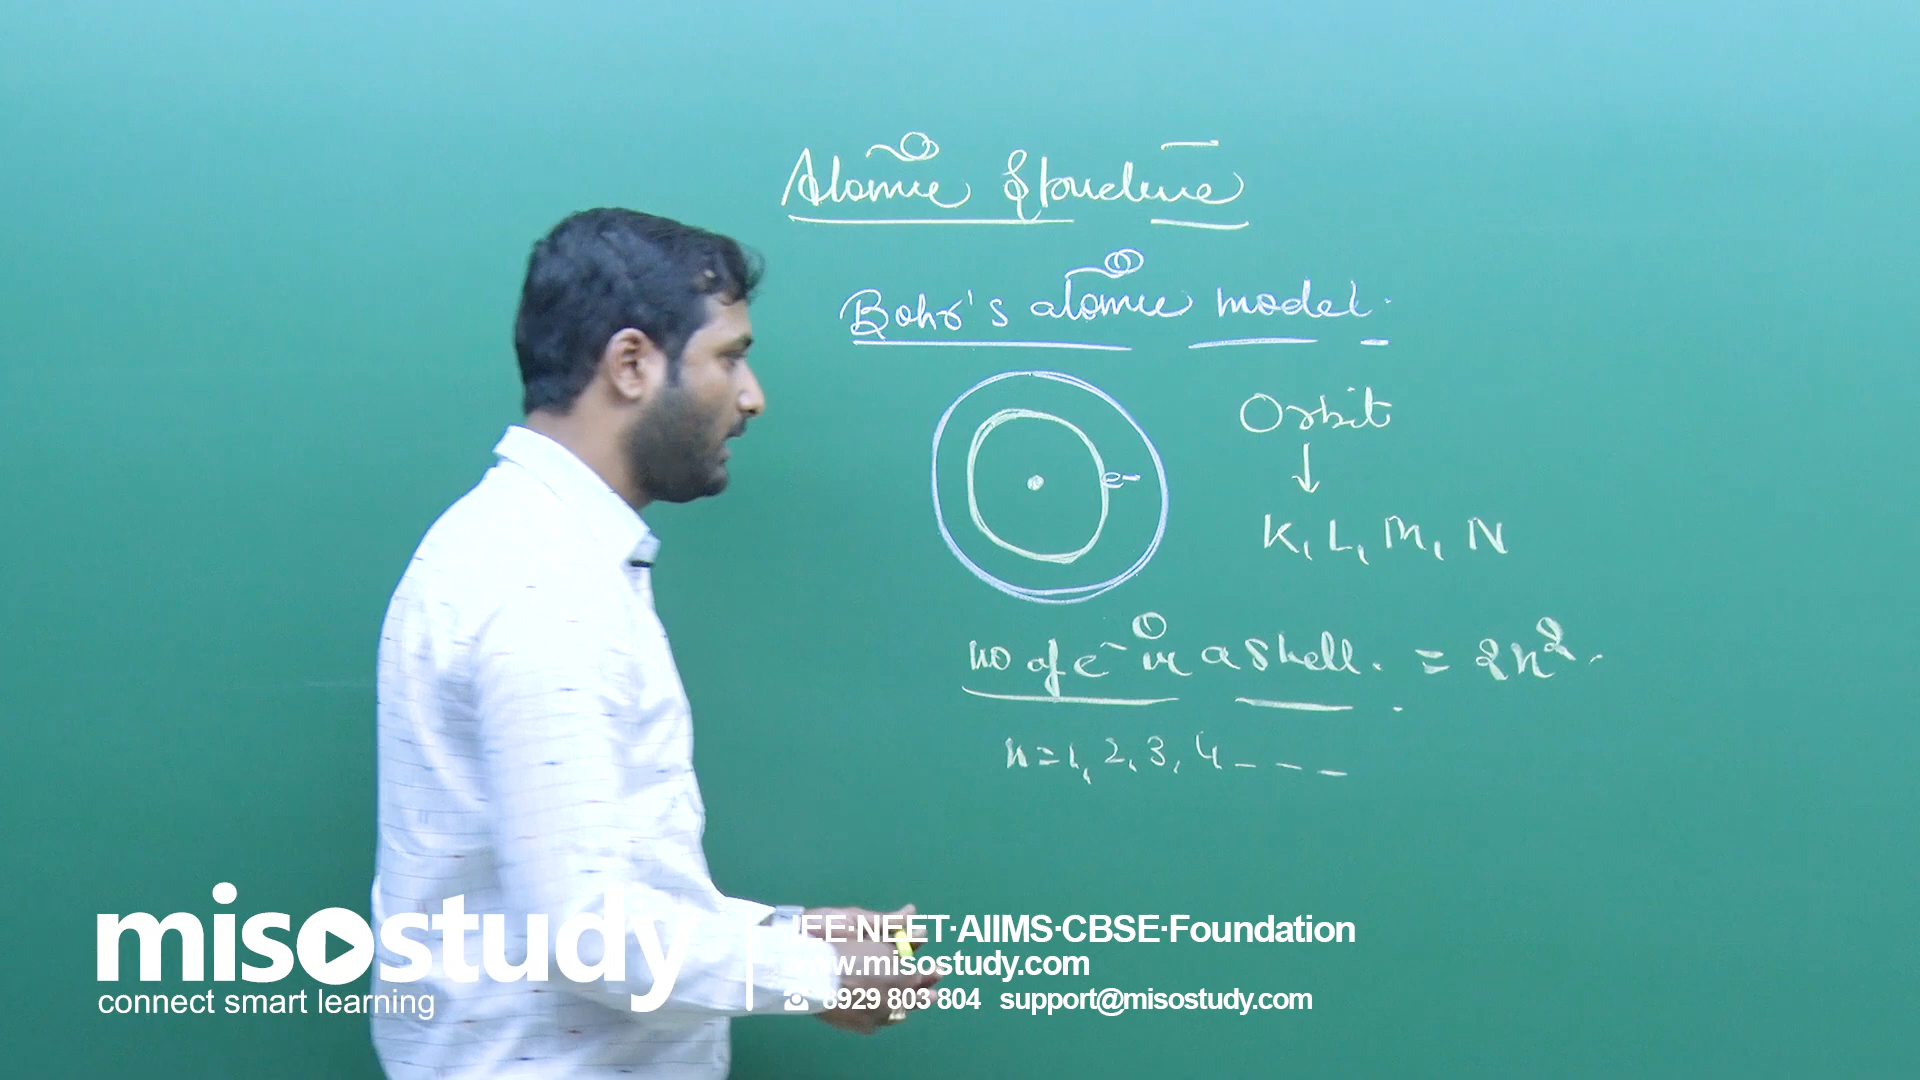 Atomic Structure
Bohr's atomic model.
Orbit
e-
K, L, M, N
no of e- in a shell. = 2n².
n=1, 2, 3, 4 - - -
misostudy
connect smart learning
JEE·NEET·AIIMS·CBSE·Foundation
www.misostudy.com
8929 803 804 support@misostudy.com